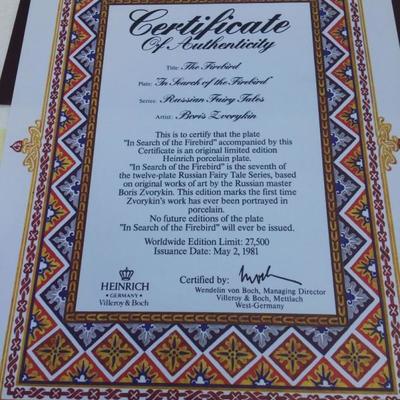 Certificate
Of Authenticity
Title: The Firebird
Plate: "In Search of the Firebird"
Series: Russian Fairy Tales
Artist: Boris Zvorykin
This is to certify that the plate
"In Search of the Firebird" accompanied by this
Certificate is an original limited edition
Heinrich porcelain plate.
"In Search of the Firebird" is the seventh of
the twelve-plate Russian Fairy Tale Series, based
on original works of art by the Russian master
Boris Zvorykin. This edition marks the first time
Zvorykin's work has ever been portrayed in
porcelain.
No future editions of the plate
"In Search of the Firebird" will ever be issued.
Worldwide Edition Limit: 27,500
Issuance Date: May 2, 1981
HEINRICH
• GERMANY •
Villeroy & Boch
Certified by:
Wendelin von Boch, Managing Director
Villeroy & Boch, Mettlach
West-Germany